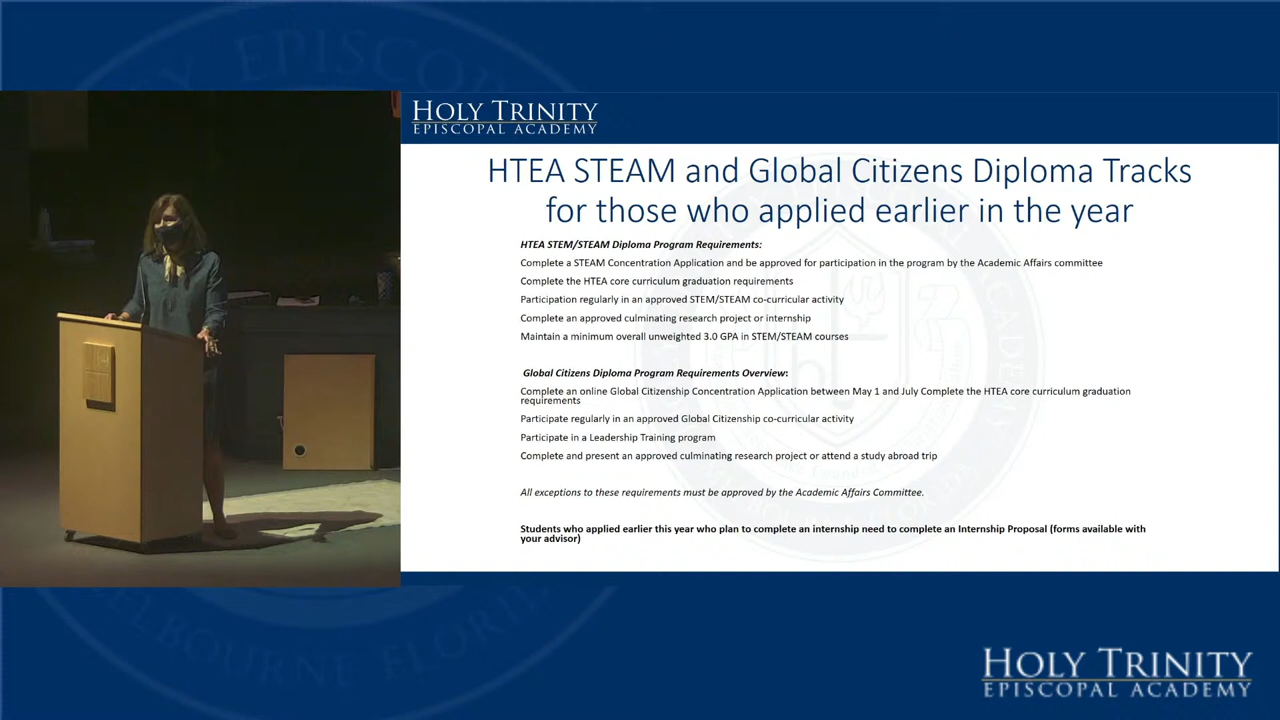 HOLY TRINITY
EPISCOPAL ACADEMY
HTEA STEAM and Global Citizens Diploma Tracks
for those who applied earlier in the year
HTEA STEM/STEAM Diploma Program Requirements:
Complete a STEAM Concentration Application and be approved for participation in the program by the Academic Affairs committee
Complete the HTEA core curriculum graduation requirements
Participation regularly in an approved STEM/STEAM co-curricular activity
Complete an approved culminating research project or internship
Maintain a minimum overall unweighted 3.0 GPA in STEM/STEAM courses
Global Citizens Diploma Program Requirements Overview:
Complete an online Global Citizenship Concentration Application between May 1 and July Complete the HTEA core curriculum graduation
requirements
Participate regularly in an approved Global Citizenship co-curricular activity
Participate in a Leadership Training program
Complete and present an approved culminating research project or attend a study abroad trip
All exceptions to these requirements must be approved by the Academic Affairs Committee.
Students who applied earlier this year who plan to complete an internship need to complete an Internship Proposal (forms available with
your advisor)
MELBOURNE FLORIDA
HOLY TRINITY
EPISCOPAL ACADEMY